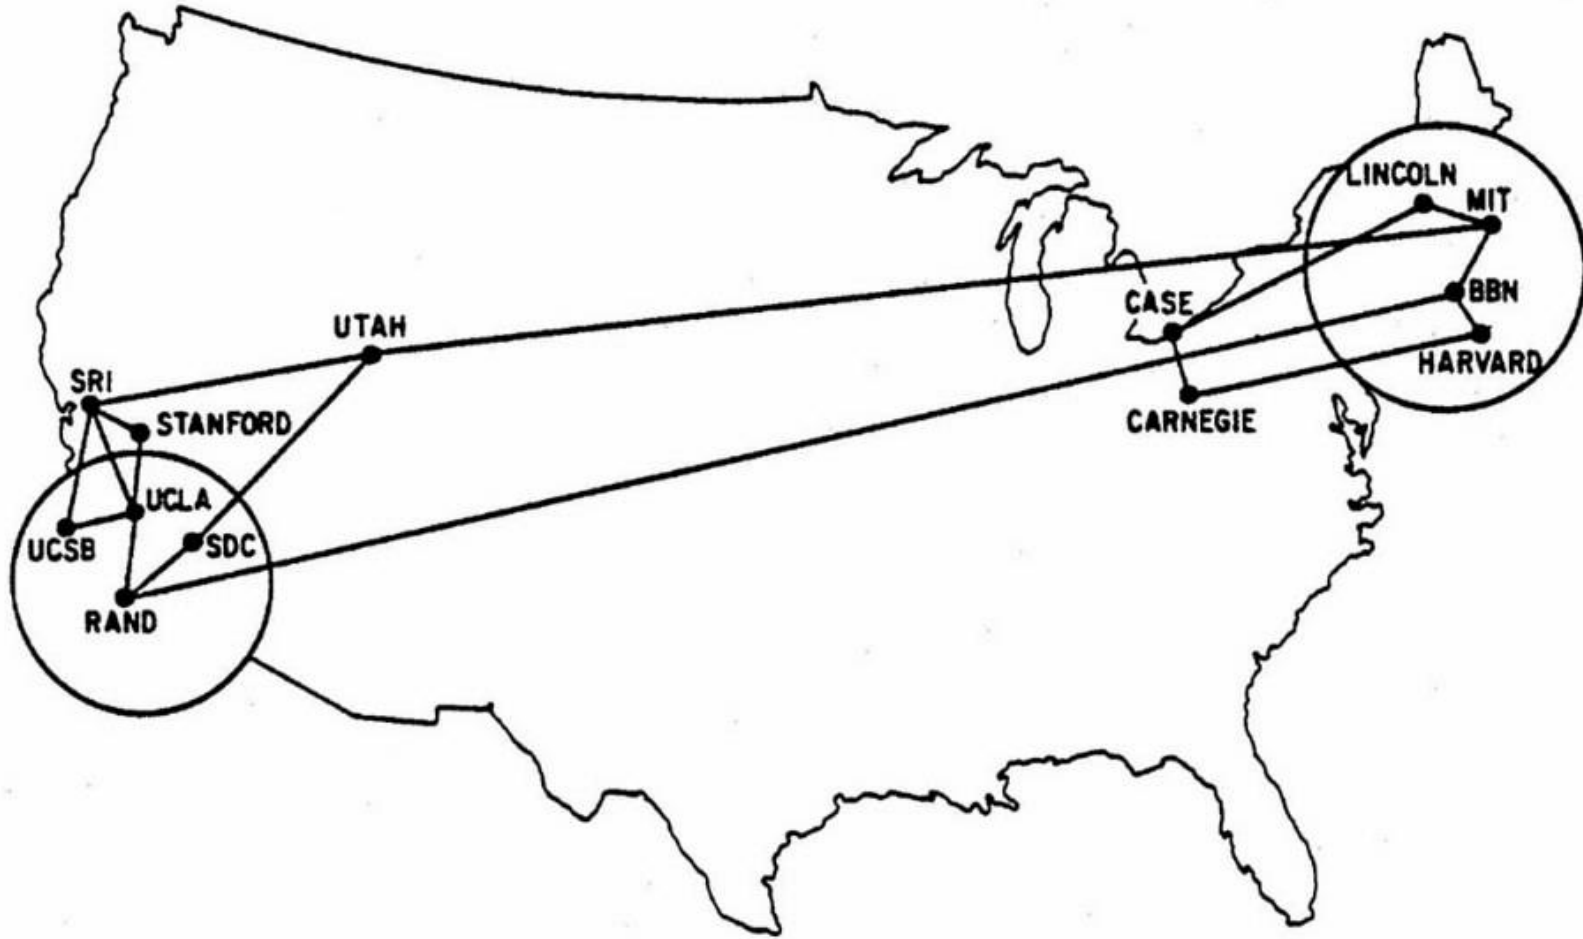 LINCOLN
MIT
BBN
CASE
UTAH
HARVARD
SRI
STANFORD
CARNEGIE
UCLA
UCSB
SDC
RAND